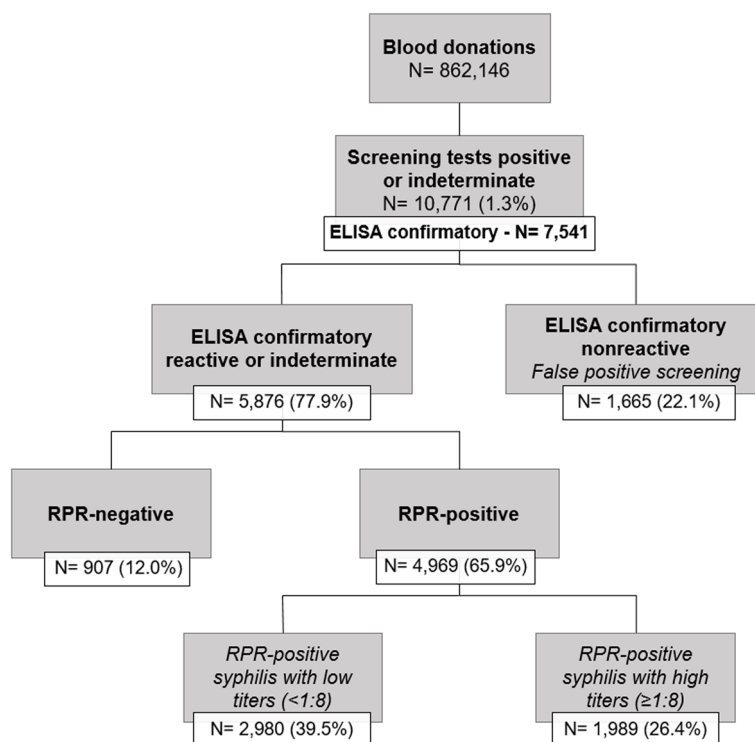 Blood donations
N= 862,146
Screening tests positive
or indeterminate
N= 10,771 (1.3%)
ELISA confirmatory - N= 7,541
ELISA confirmatory
reactive or indeterminate
N= 5,876 (77.9%)
ELISA confirmatory
nonreactive
False positive screening
N= 1,665 (22.1%)
RPR-negative
N= 907 (12.0%)
RPR-positive
N= 4,969 (65.9%)
RPR-positive
syphilis with low
titers (<1:8)
N= 2,980 (39.5%)
RPR-positive
syphilis with high
titers (≥1:8)
N= 1,989 (26.4%)